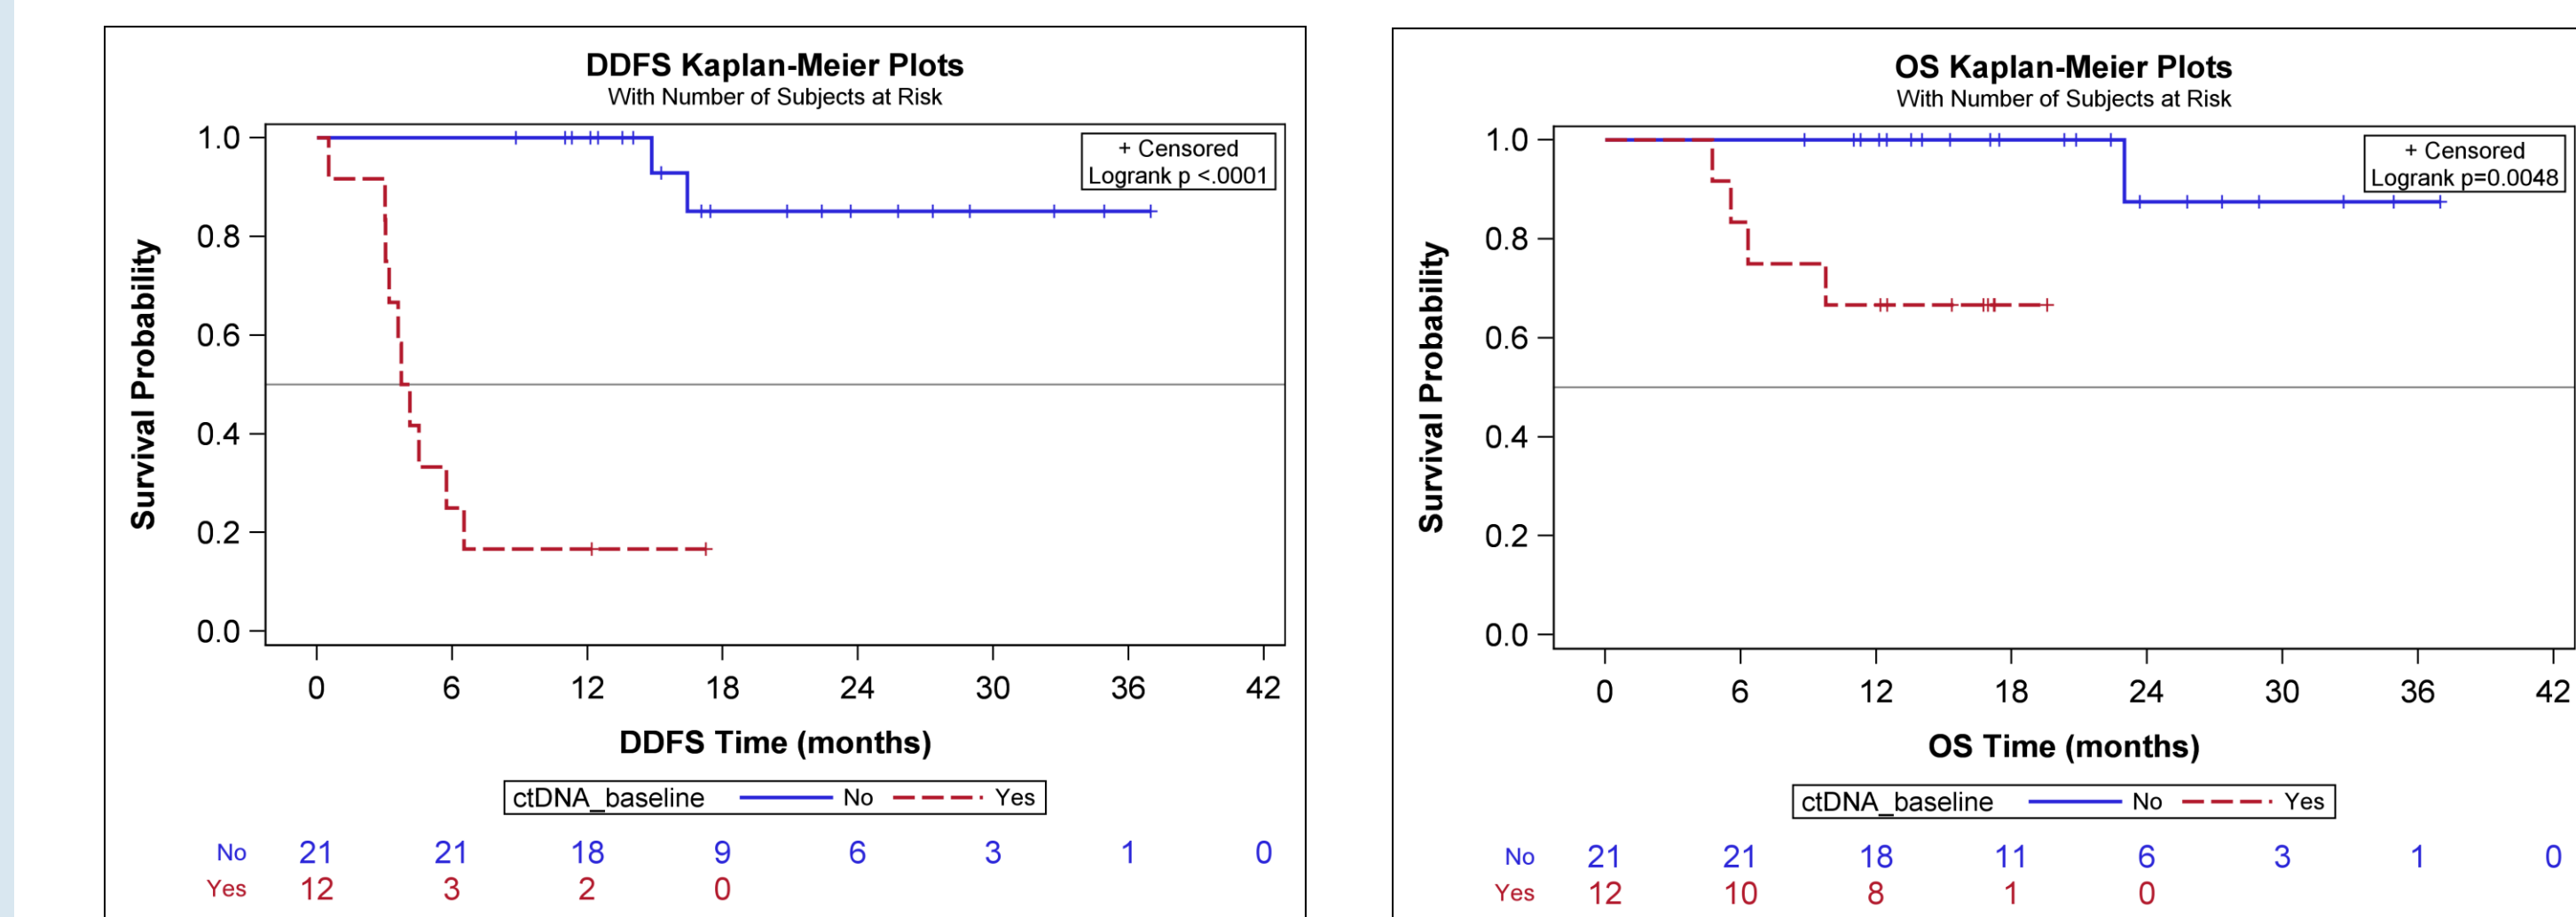 DDFS Kaplan-Meier Plots
With Number of Subjects at Risk
+ Censored
Logrank p <.0001
1.0
0.8
0.6
0.4
0.2
0.0
Survival Probability
0 6 12 18 24 30 36 42
DDFS Time (months)
ctDNA_baseline No Yes
No 21 21 18 9 6 3 1 0
Yes 12 3 2 0
OS Kaplan-Meier Plots
With Number of Subjects at Risk
+ Censored
Logrank p=0.0048
1.0
0.8
0.6
0.4
0.2
0.0
Survival Probability
0 6 12 18 24 30 36 42
OS Time (months)
ctDNA_baseline No Yes
No 21 21 18 11 6 3 1 0
Yes 12 10 8 1 0